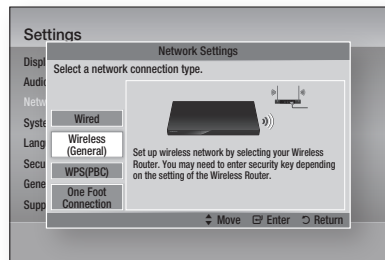 Settings
Network Settings
Displ
Select a network connection type.
Audio
Netw
Syste
Wired
Lang
Wireless
(General)
Set up wireless network by selecting your Wireless
Router. You may need to enter security key depending
on the setting of the Wireless Router.
Secu
WPS(PBC)
Gene
One Foot
Connection
Supp
Move Enter Return